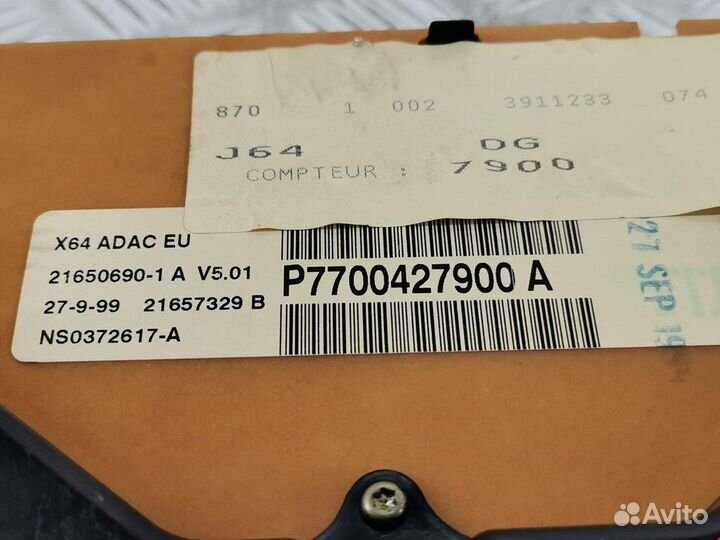 870 1 002 3911233 074
J64 DG
COMPTEUR : 7900
X64 ADAC EU
21650690-1 A V5.01
27-9-99 21657329 B
NS0372617-A
P7700427900 A
27 SEP
Avito